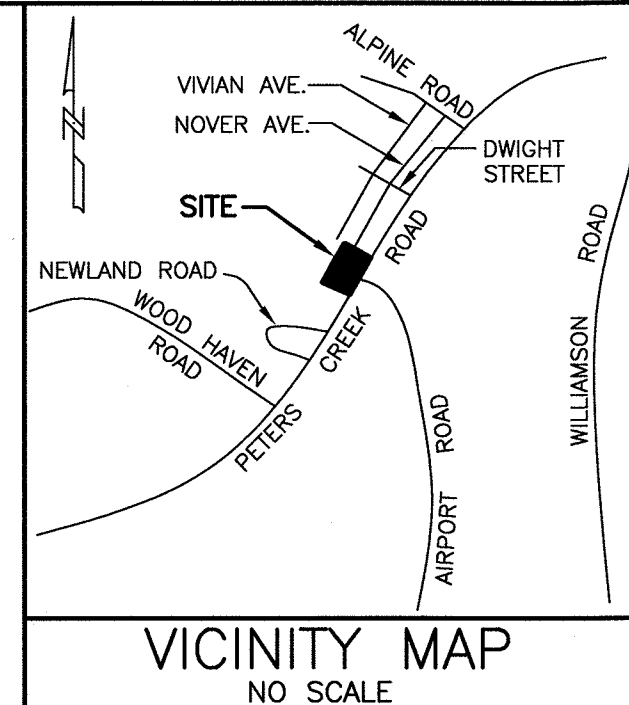 ALPINE ROAD
VIVIAN AVE.
NOVER AVE.
DWIGHT
STREET
N
SITE
ROAD
ROAD
NEWLAND ROAD
WOOD HAVEN
ROAD
CREEK
PETERS
WILLIAMSON
ROAD
AIRPORT
VICINITY MAP
NO SCALE